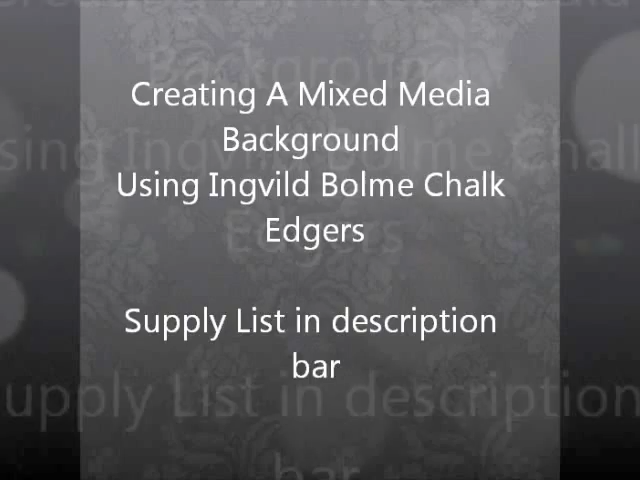 Creating A Mixed Media
Background
Using Ingvild Bolme Chalk
Edgers
Supply List in description
bar